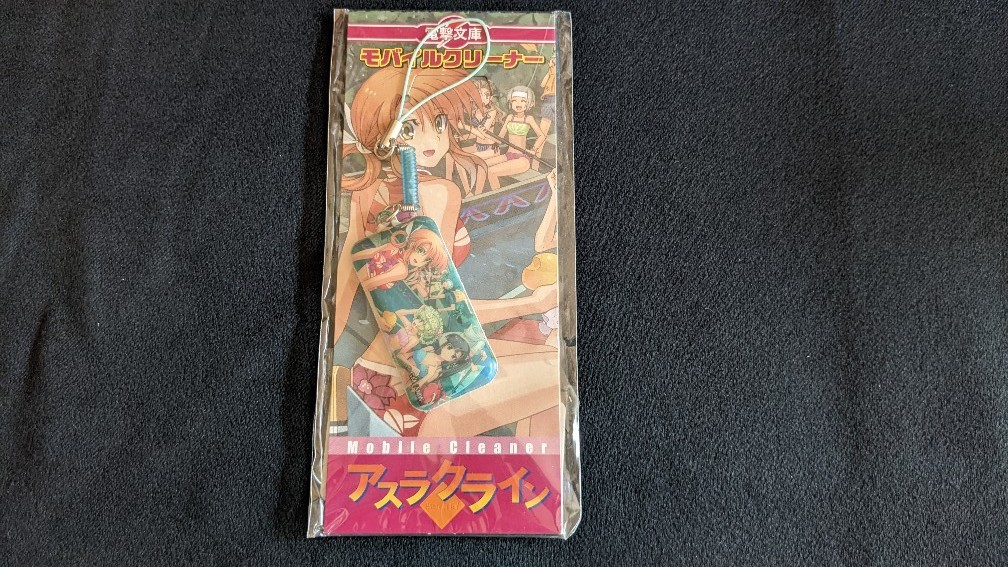 電撃文庫
モバイルクリーナー
Mobile Cleaner
アスラクライン